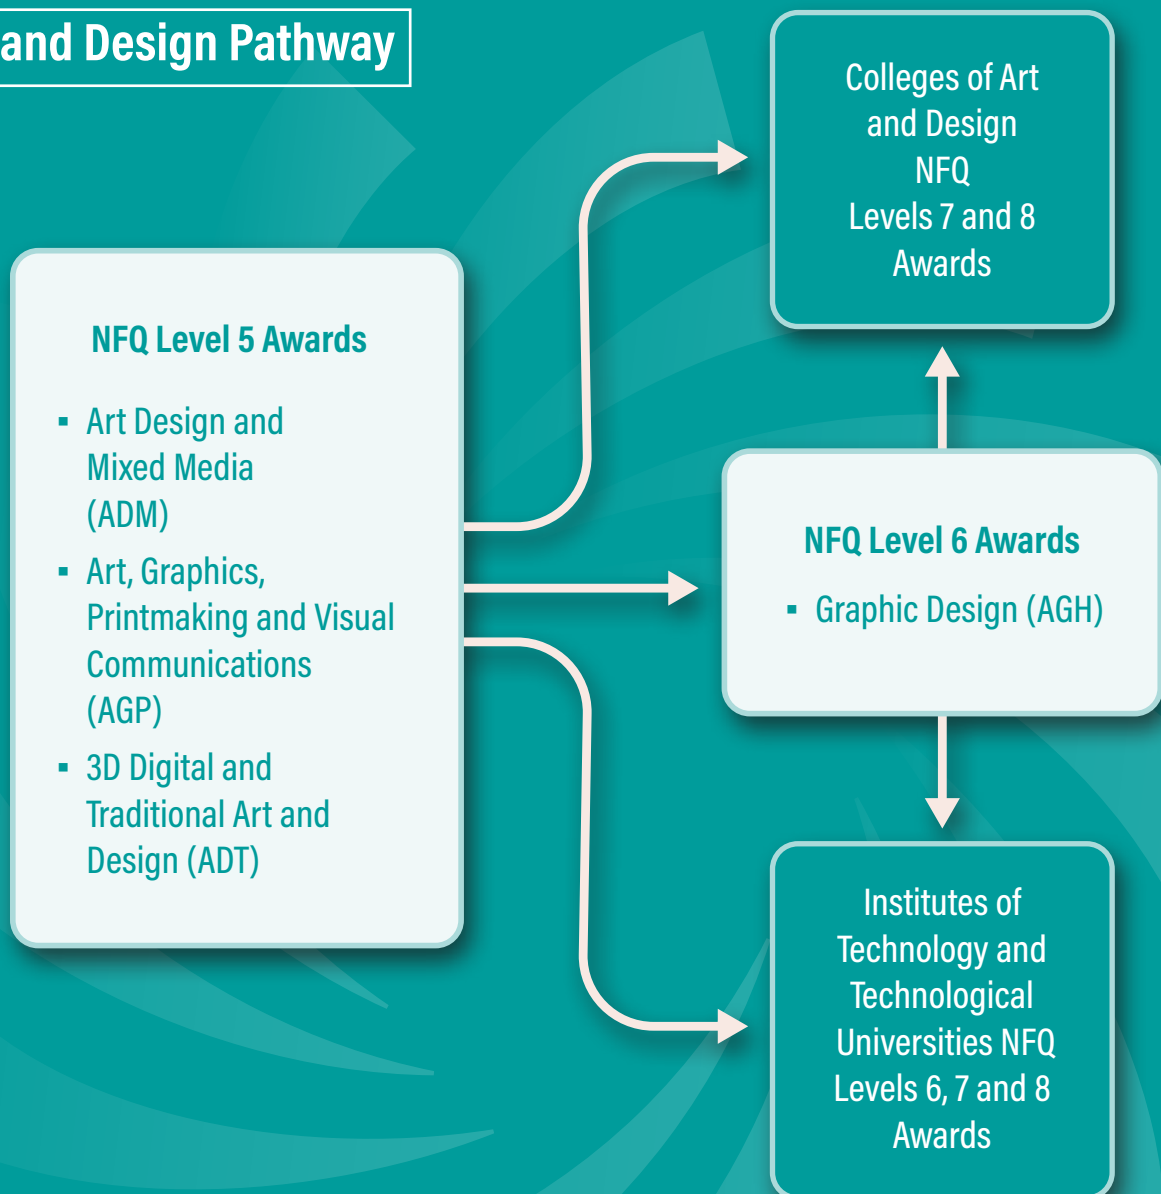 and Design Pathway
Colleges of Art
and Design
NFQ
Levels 7 and 8
Awards
NFQ Level 5 Awards
▪ Art Design and
Mixed Media
(ADM)
▪ Art, Graphics,
Printmaking and Visual
Communications
(AGP)
▪ 3D Digital and
Traditional Art and
Design (ADT)
NFQ Level 6 Awards
▪ Graphic Design (AGH)
Institutes of
Technology and
Technological
Universities NFQ
Levels 6, 7 and 8
Awards